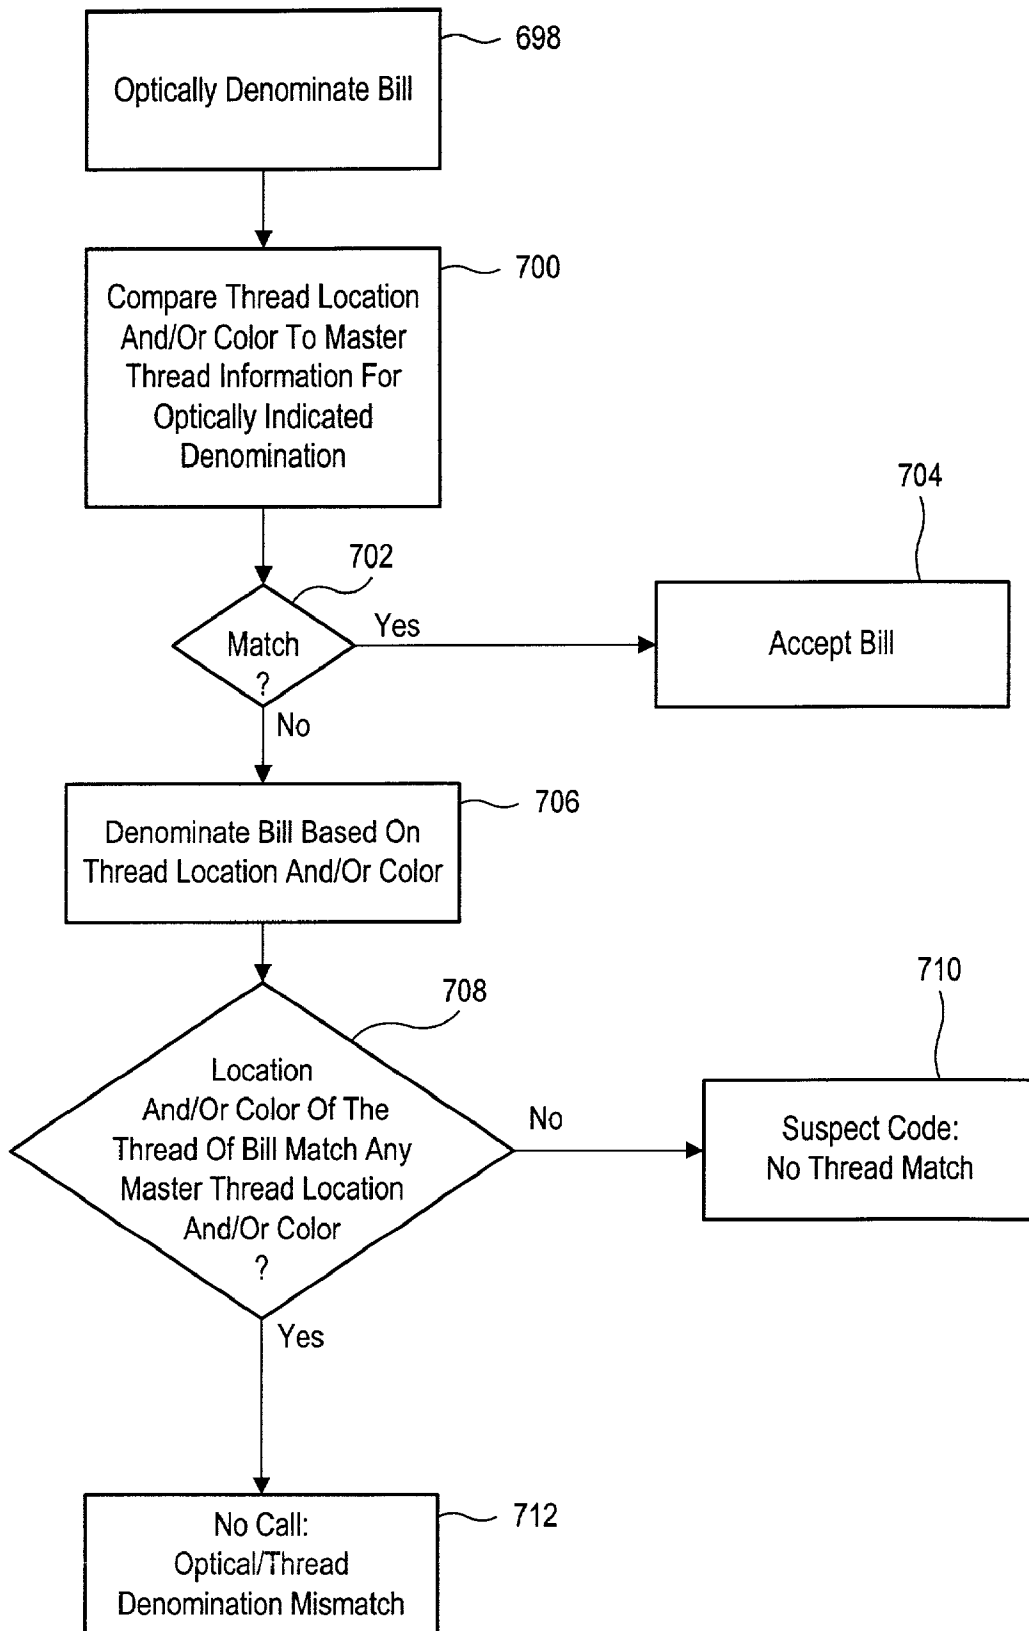 698
Optically Denominate Bill
700
Compare Thread Location
And/Or Color To Master
Thread Information For
Optically Indicated
Denomination
704
702
Match
?
Yes
Accept Bill
No
706
Denominate Bill Based On
Thread Location And/Or Color
708
710
Location
And/Or Color Of The
Thread Of Bill Match Any
Master Thread Location
And/Or Color
?
No
Suspect Code:
No Thread Match
Yes
712
No Call:
Optical/Thread
Denomination Mismatch